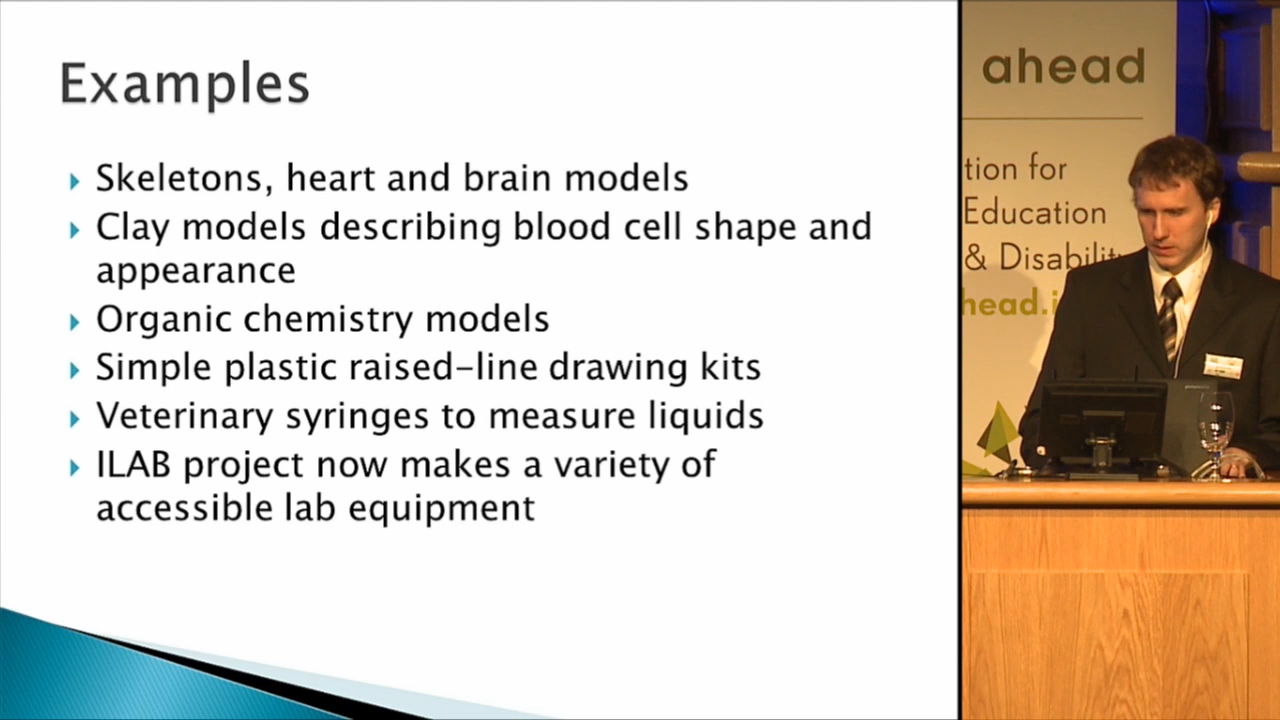 Examples
Skeletons, heart and brain models
Clay models describing blood cell shape and
appearance
Organic chemistry models
Simple plastic raised-line drawing kits
Veterinary syringes to measure liquids
ILAB project now makes a variety of
accessible lab equipment
ahead
tion for
Education
& Disability
head.i